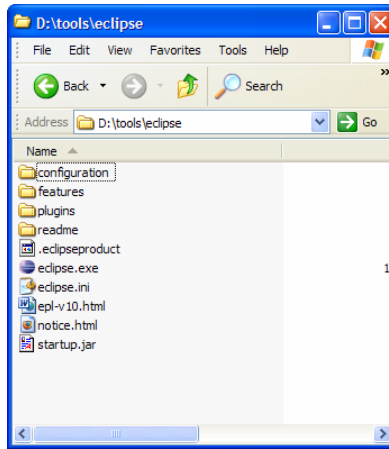 D:\tools\eclipse
File Edit View Favorites Tools Help
Back Search
Address D:\tools\eclipse Go
Name
configuration
features
plugins
readme
.eclipseproduct
eclipse.exe 1
eclipse.ini
epl-v10.html
notice.html
startup.jar